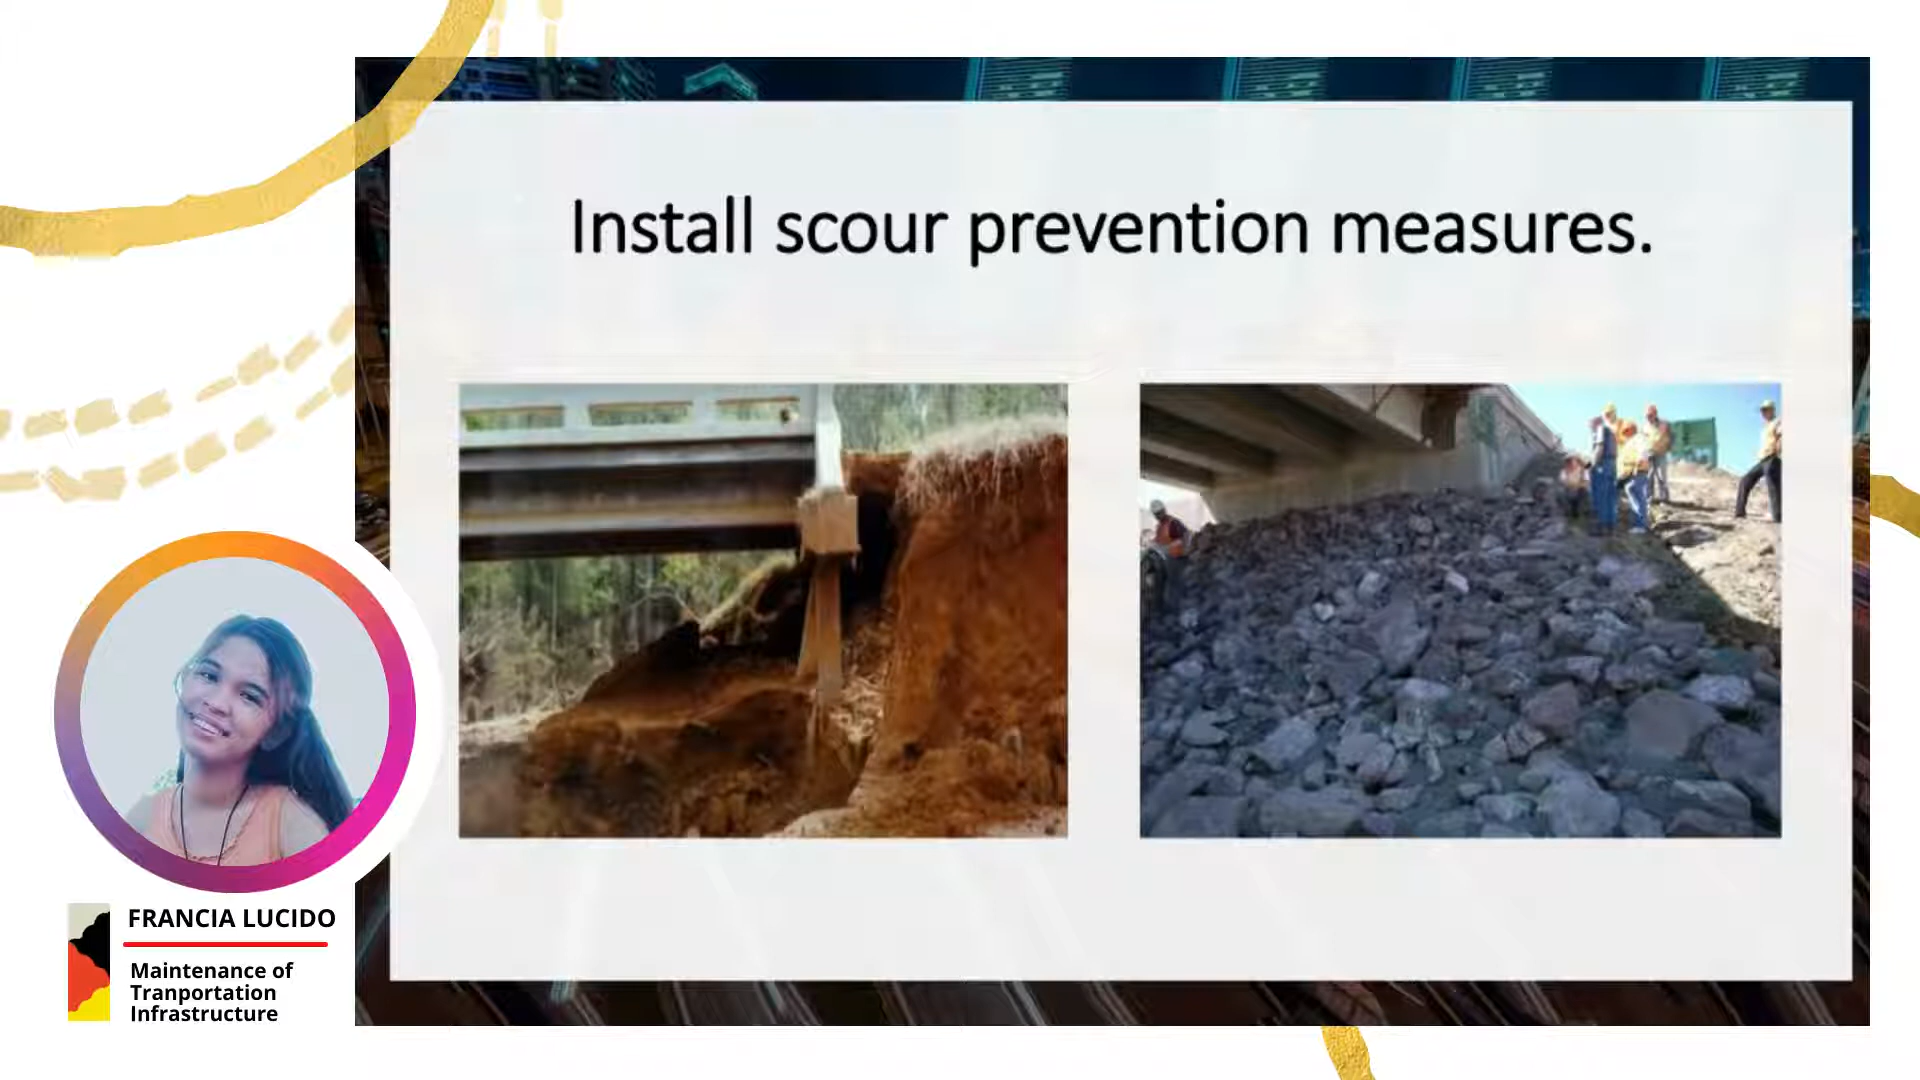 Install scour prevention measures.
FRANCIA LUCIDO
Maintenance of
Tranportation
Infrastructure